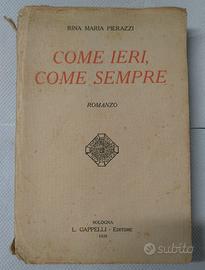 RINA MARIA PIERAZZI
COME IERI,
COME SEMPRE
ROMANZO
BOLOGNA
L. CAPPELLI - EDITORE
subito